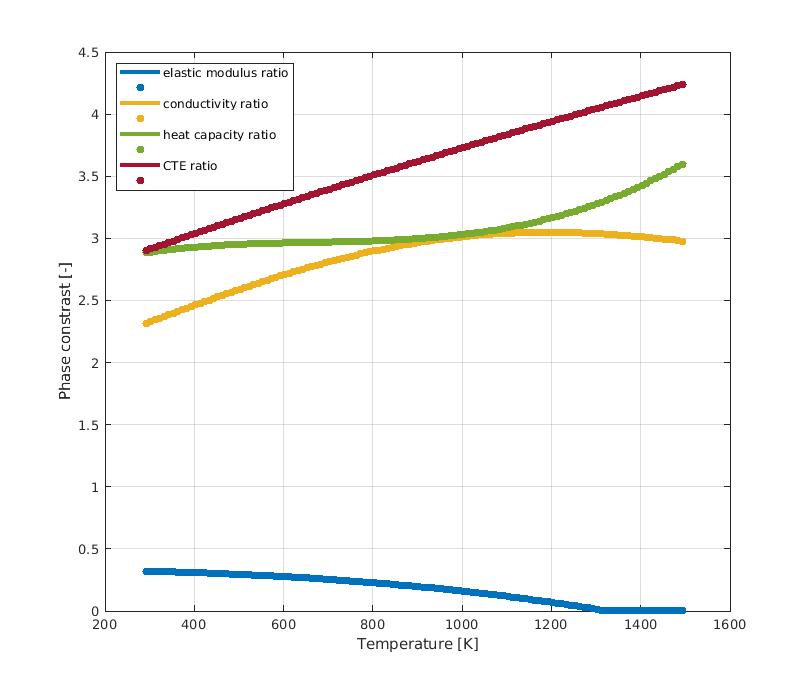 4.5
4
3.5
3
2.5
2
1.5
1
0.5
0
elastic modulus ratio
conductivity ratio
heat capacity ratio
CTE ratio
Phase constrast [-]
200 400 600 800 1000 1200 1400 1600
Temperature [K]